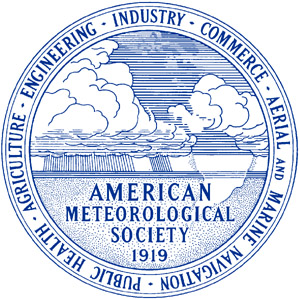 PUBLIC HEALTH · AGRICULTURE · ENGINEERING · INDUSTRY · COMMERCE · AERIAL AND MARINE NAVIGATION ·
AMERICAN
METEOROLOGICAL
SOCIETY
1919